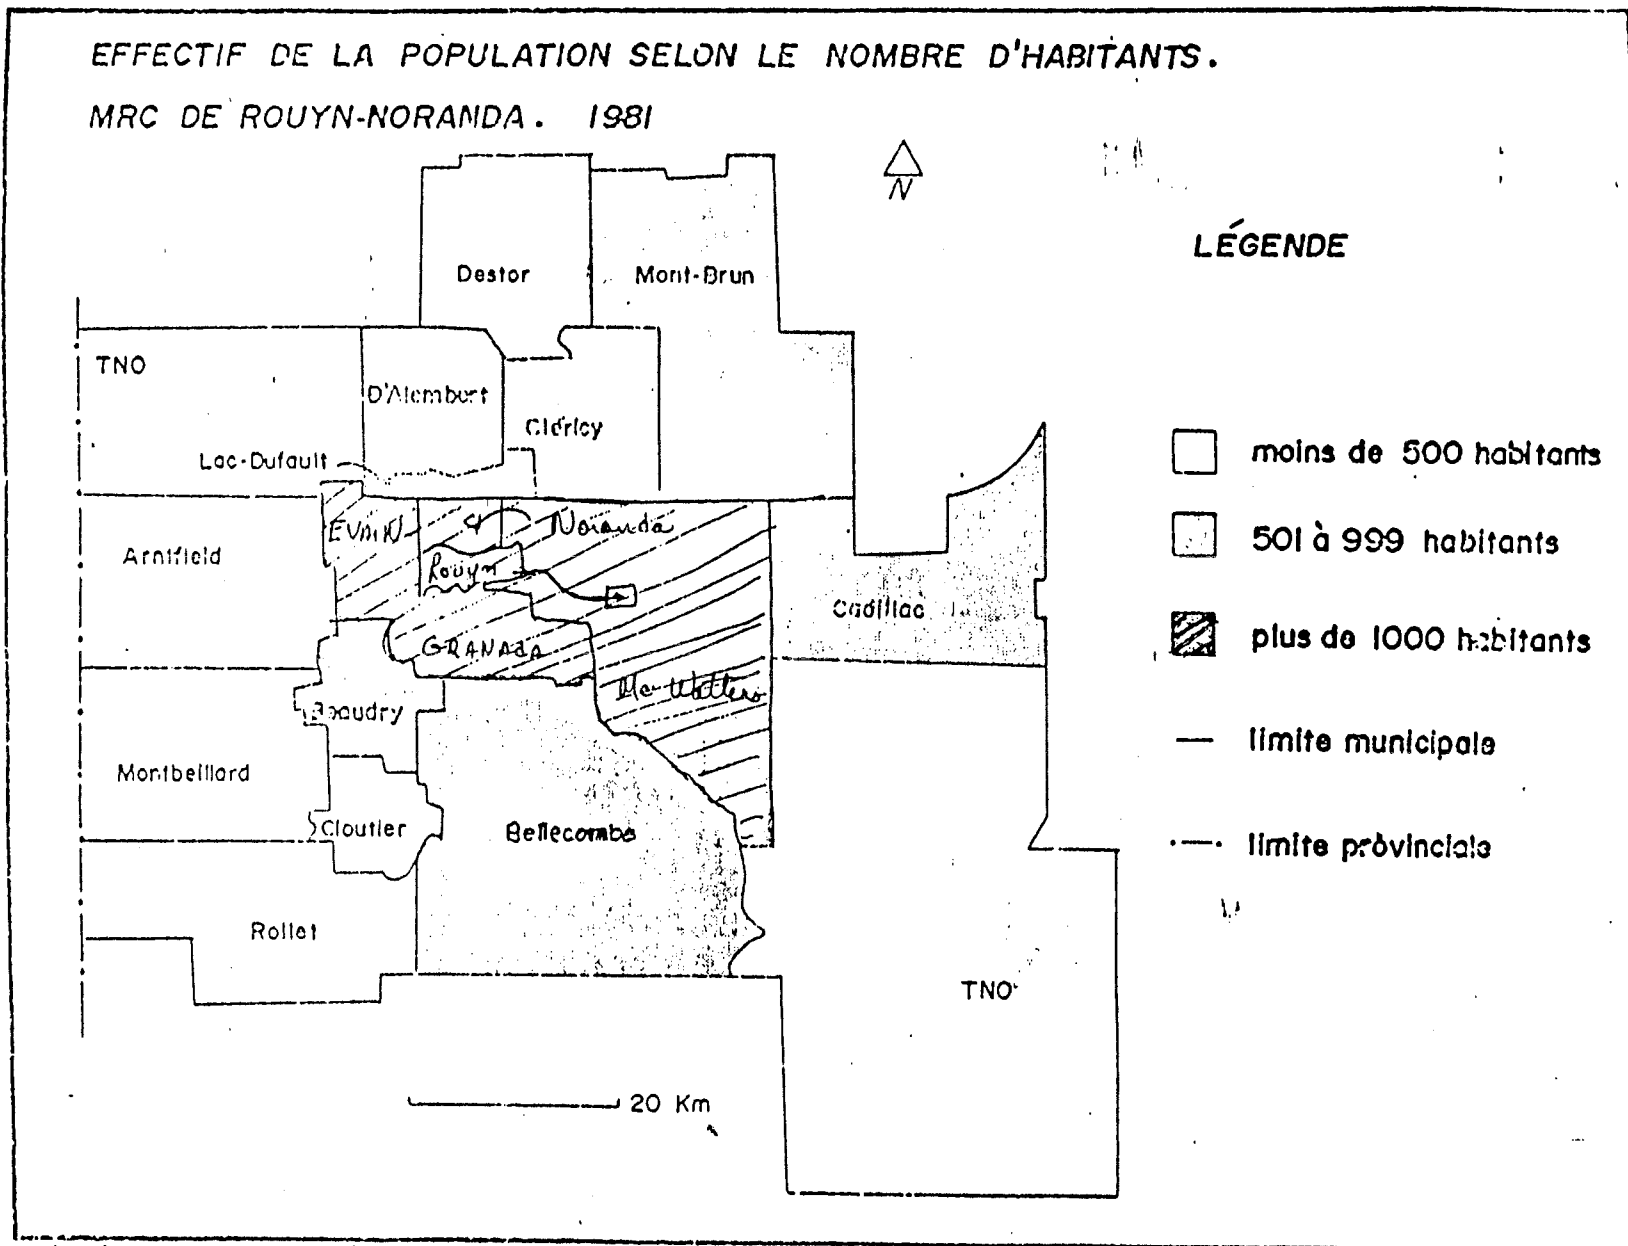 EFFECTIF DE LA POPULATION SELON LE NOMBRE D'HABITANTS.
MRC DE ROUYN-NORANDA. 1981
N
LÉGENDE
Destor
Mont-Brun
TNO
D'Alembert
Cléricy
Lac-Dufault
moins de 500 habitants
EVAIN
Noranda
501 à 999 habitants
Arntfield
Rouyn
Cadillac
plus de 1000 habitants
GRANADA
Mc Watters
Beaudry
limite municipale
Montbeillard
Cloutier
Bellecombe
limite provinciale
Rollet
TNO
20 Km